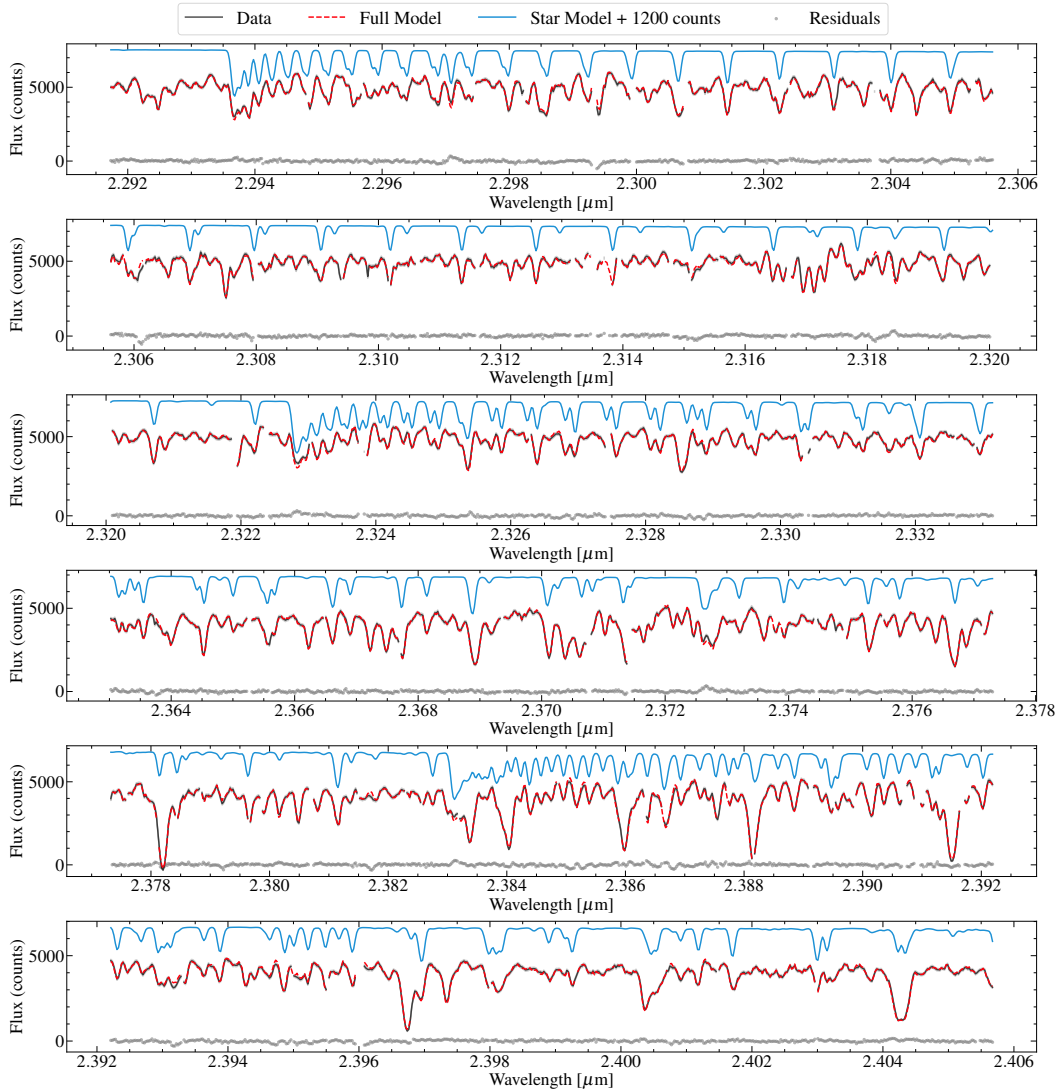 Data Full Model Star Model + 1200 counts Residuals
Flux (counts)
5000
0
2.292 2.294 2.296 2.298 2.300 2.302 2.304 2.306
Wavelength [μm]
Flux (counts)
5000
0
2.306 2.308 2.310 2.312 2.314 2.316 2.318 2.320
Wavelength [μm]
Flux (counts)
5000
0
2.320 2.322 2.324 2.326 2.328 2.330 2.332
Wavelength [μm]
Flux (counts)
5000
0
2.364 2.366 2.368 2.370 2.372 2.374 2.376 2.378
Wavelength [μm]
Flux (counts)
5000
0
2.378 2.380 2.382 2.384 2.386 2.388 2.390 2.392
Wavelength [μm]
Flux (counts)
5000
0
2.392 2.394 2.396 2.398 2.400 2.402 2.404 2.406
Wavelength [μm]